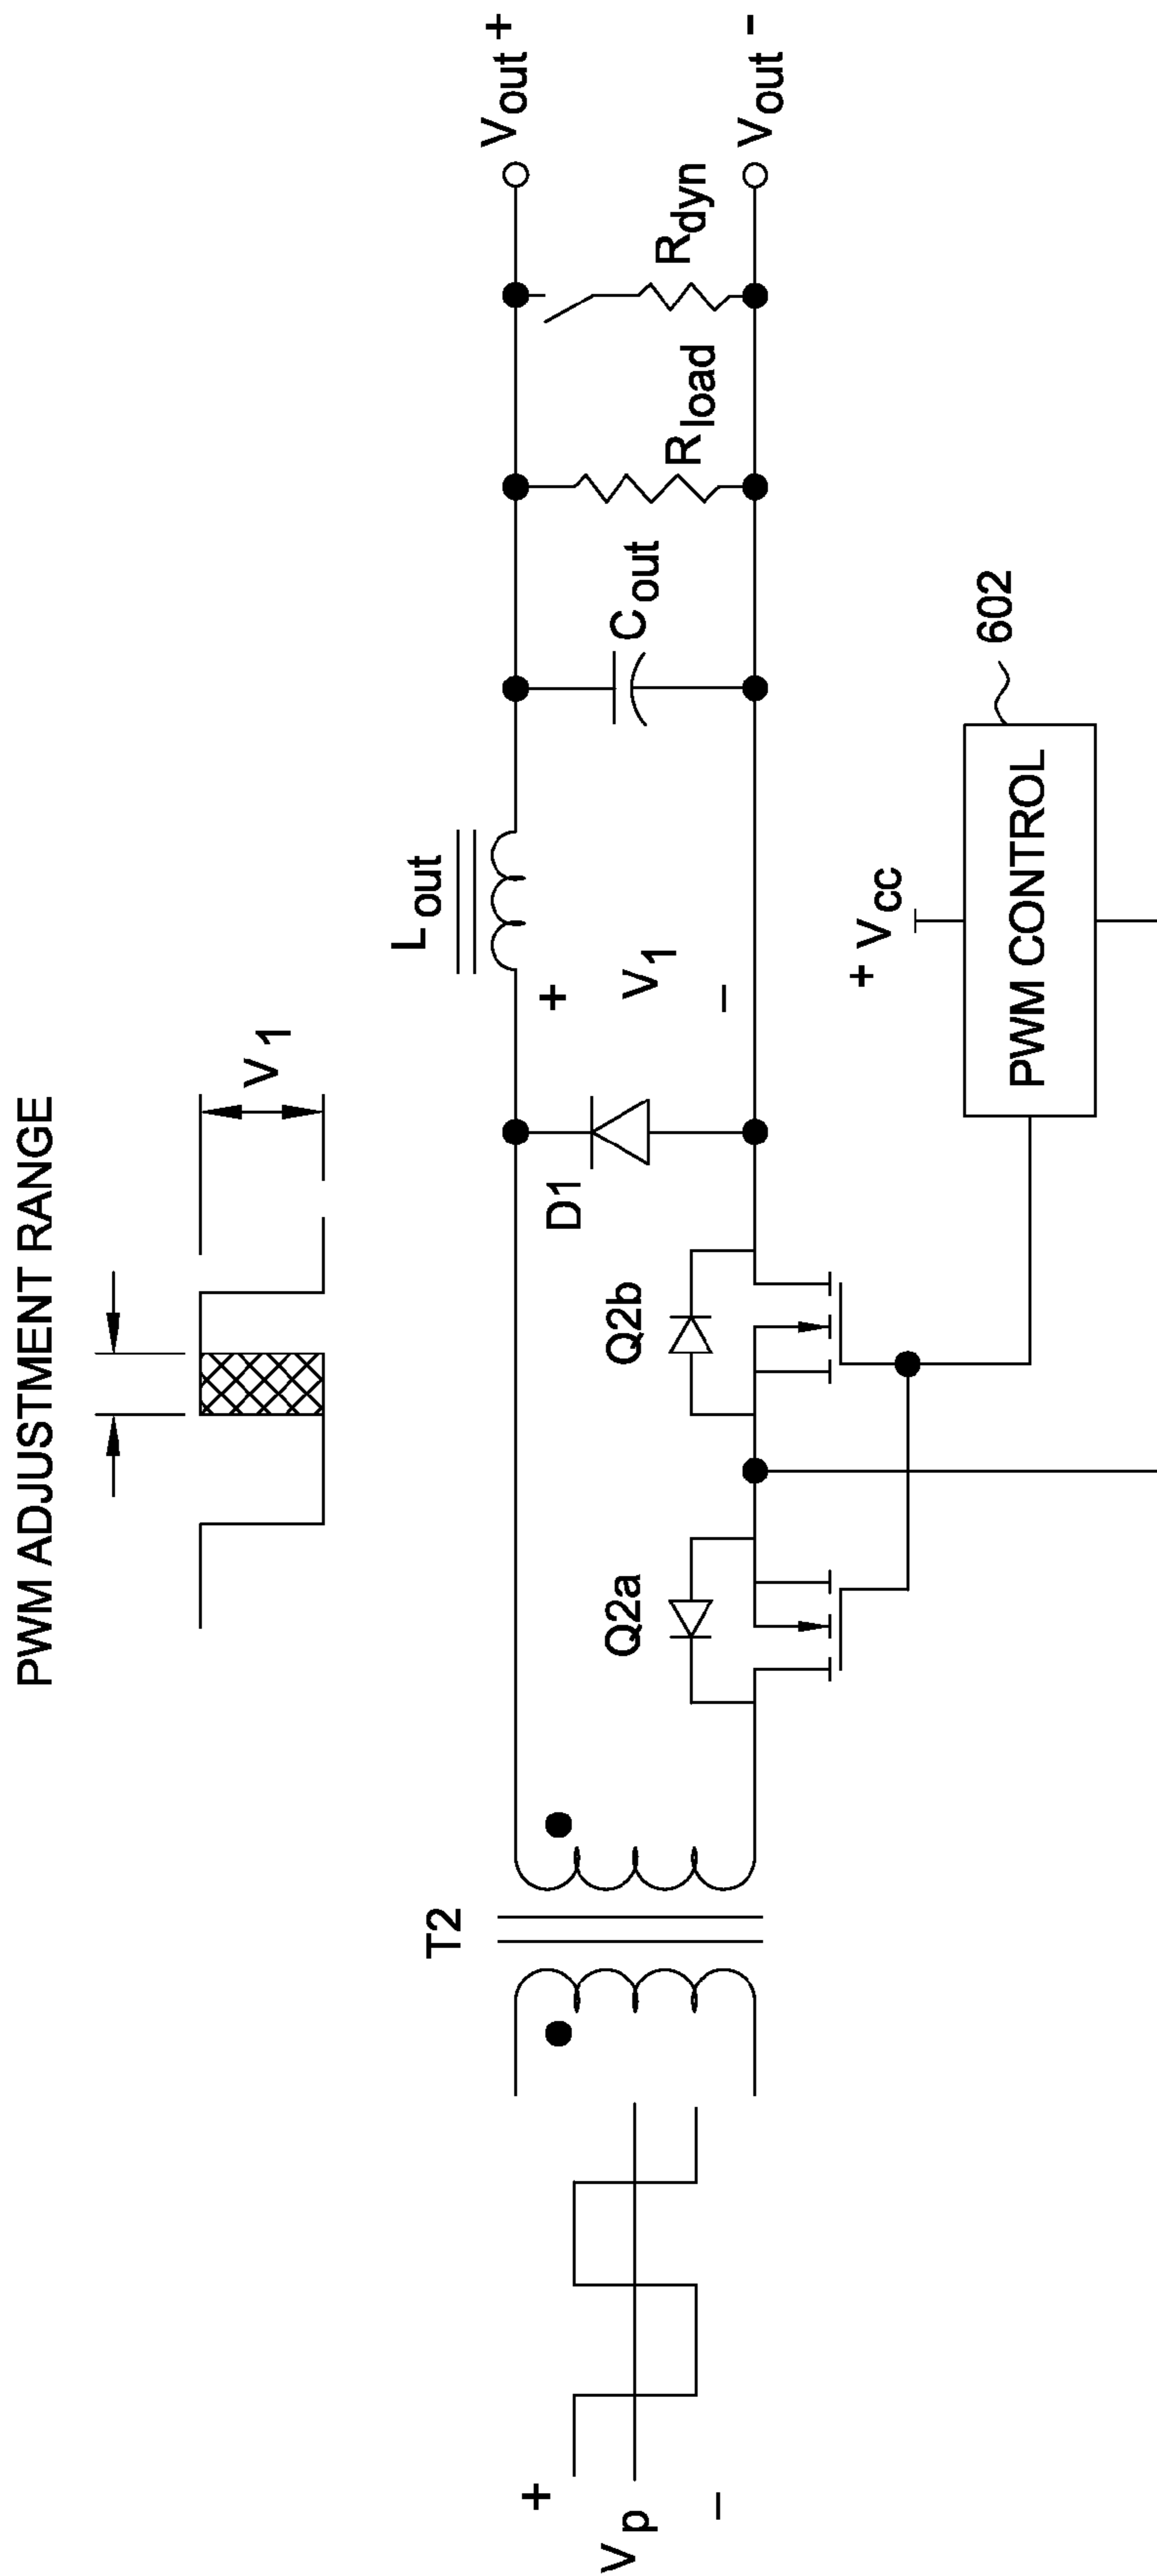 PWM ADJUSTMENT RANGE
V1
Lout
Vout +
T2
D1
+
V1
−
Cout
Rload
Rdyn
Vout -
+
Vp
−
Q2a
Q2b
+ Vcc
PWM CONTROL
602